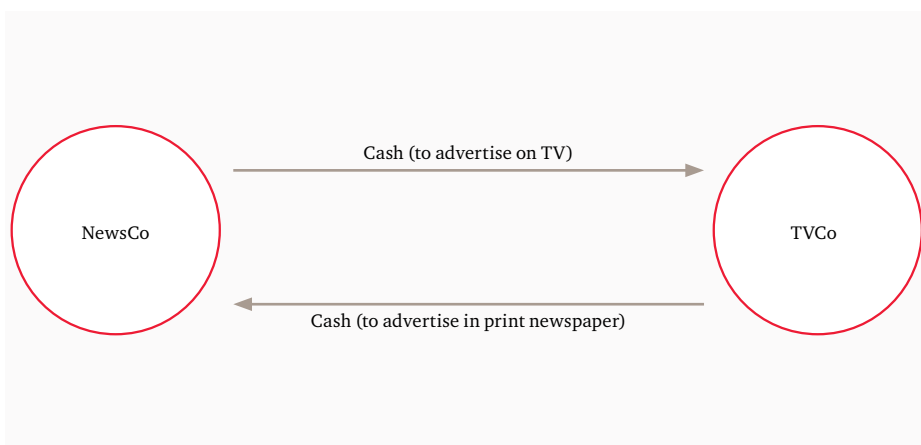 Cash (to advertise on TV)
NewsCo
TVCo
Cash (to advertise in print newspaper)